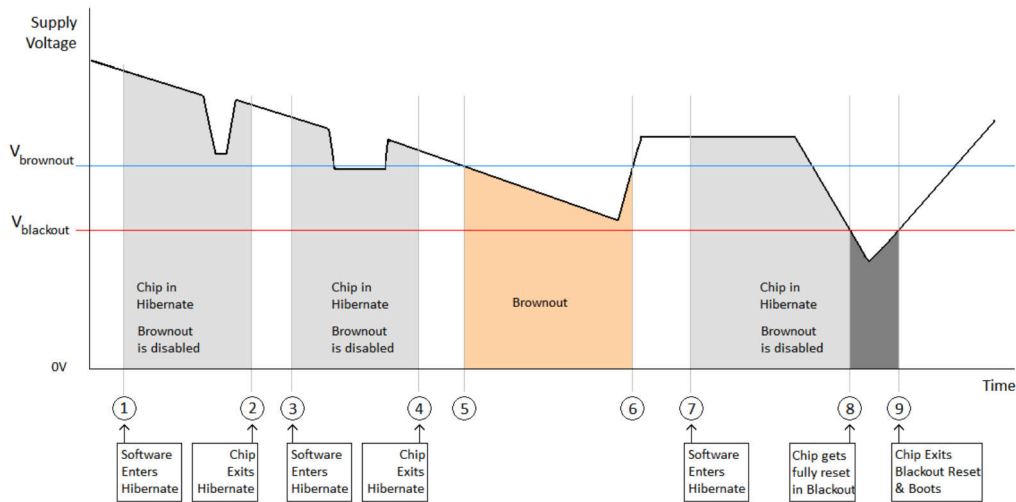 Supply
Voltage
Vbrownout
Vblackout
0V
Time
Chip in
Hibernate
Brownout
is disabled
Chip in
Hibernate
Brownout
is disabled
Brownout
Chip in
Hibernate
Brownout
is disabled
1 2 3 4 5 6 7 8 9
Software
Enters
Hibernate
Chip
Exits
Hibernate
Software
Enters
Hibernate
Chip
Exits
Hibernate
Software
Enters
Hibernate
Chip gets
fully reset
in Blackout
Chip Exits
Blackout Reset
& Boots